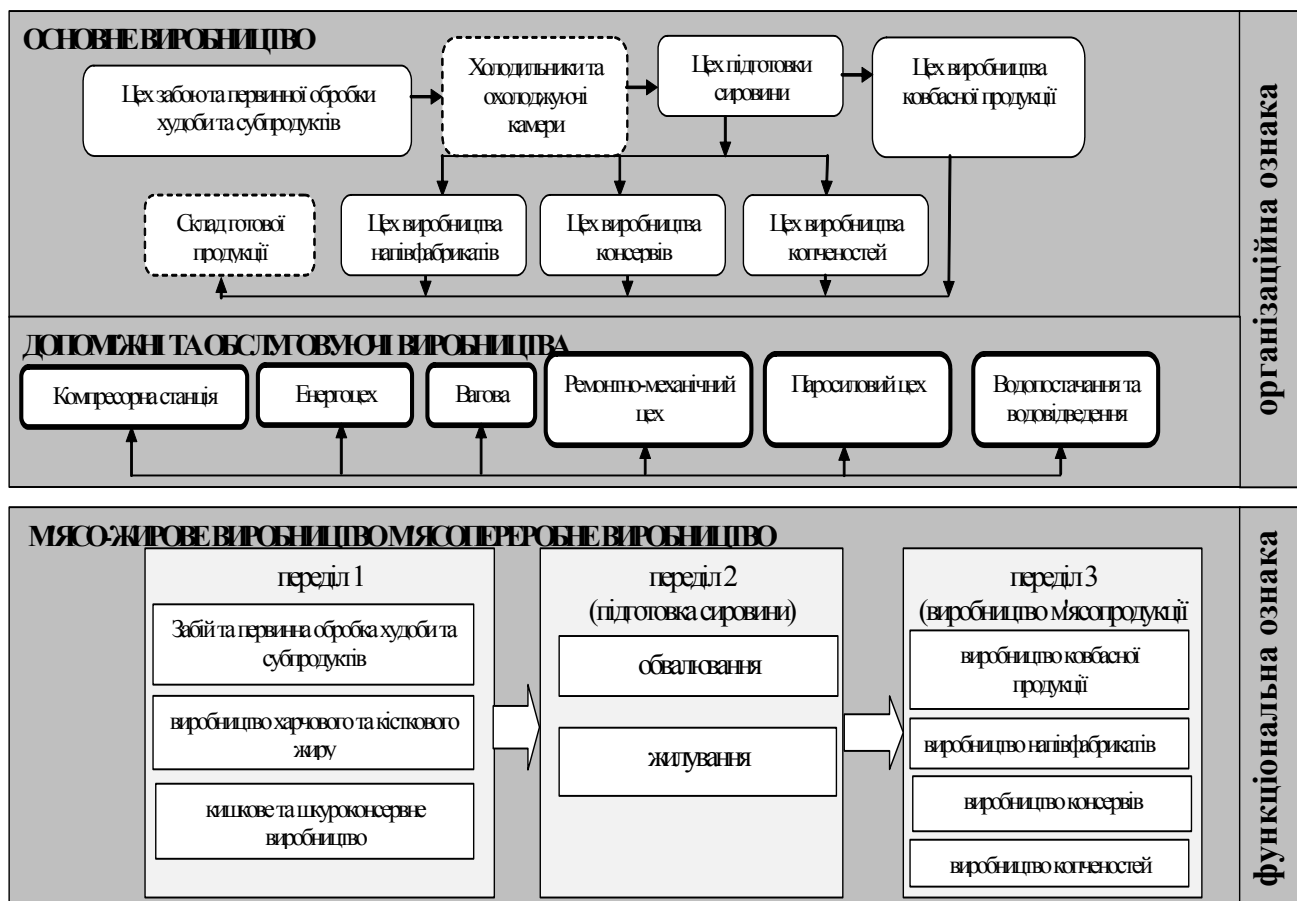 ОСНОВНЕ ВИРОБНИЦТВО
Цех забою та первинної обробки
худоби та субпродуктів
Холодильники та
охолоджуючі
камери
Цех підготовки
сировини
Цех виробництва
ковбасної продукції
Склад готової
продукції
Цех виробництва
напівфабрикатів
Цех виробництва
консервів
Цех виробництва
копченостей
ДОПОМІЖНІ ТА ОБСЛУГОВУЮЧІ ВИРОБНИЦТВА
Компресорна станція
Енергоцех
Вагова
Ремонтно-механічний
цех
Паросиловий цех
Водопостачання та
водовідведення
організаційна ознака
М'ЯСО-ЖИРОВЕ ВИРОБНИЦТВО М'ЯСОПЕРЕРОБНЕ ВИРОБНИЦТВО
переділ 1
Забій та первинна обробка худоби та
субпродуктів
виробництво харчового та кісткового
жиру
кишкове та шкуроконсервне
виробництво
переділ 2
(підготовка сировини)
обвалювання
жилування
переділ 3
(виробництво м'ясопродукції
виробництво ковбасної
продукції
виробництво напівфабрикатів
виробництво консервів
виробництво копченостей
функціональна ознака